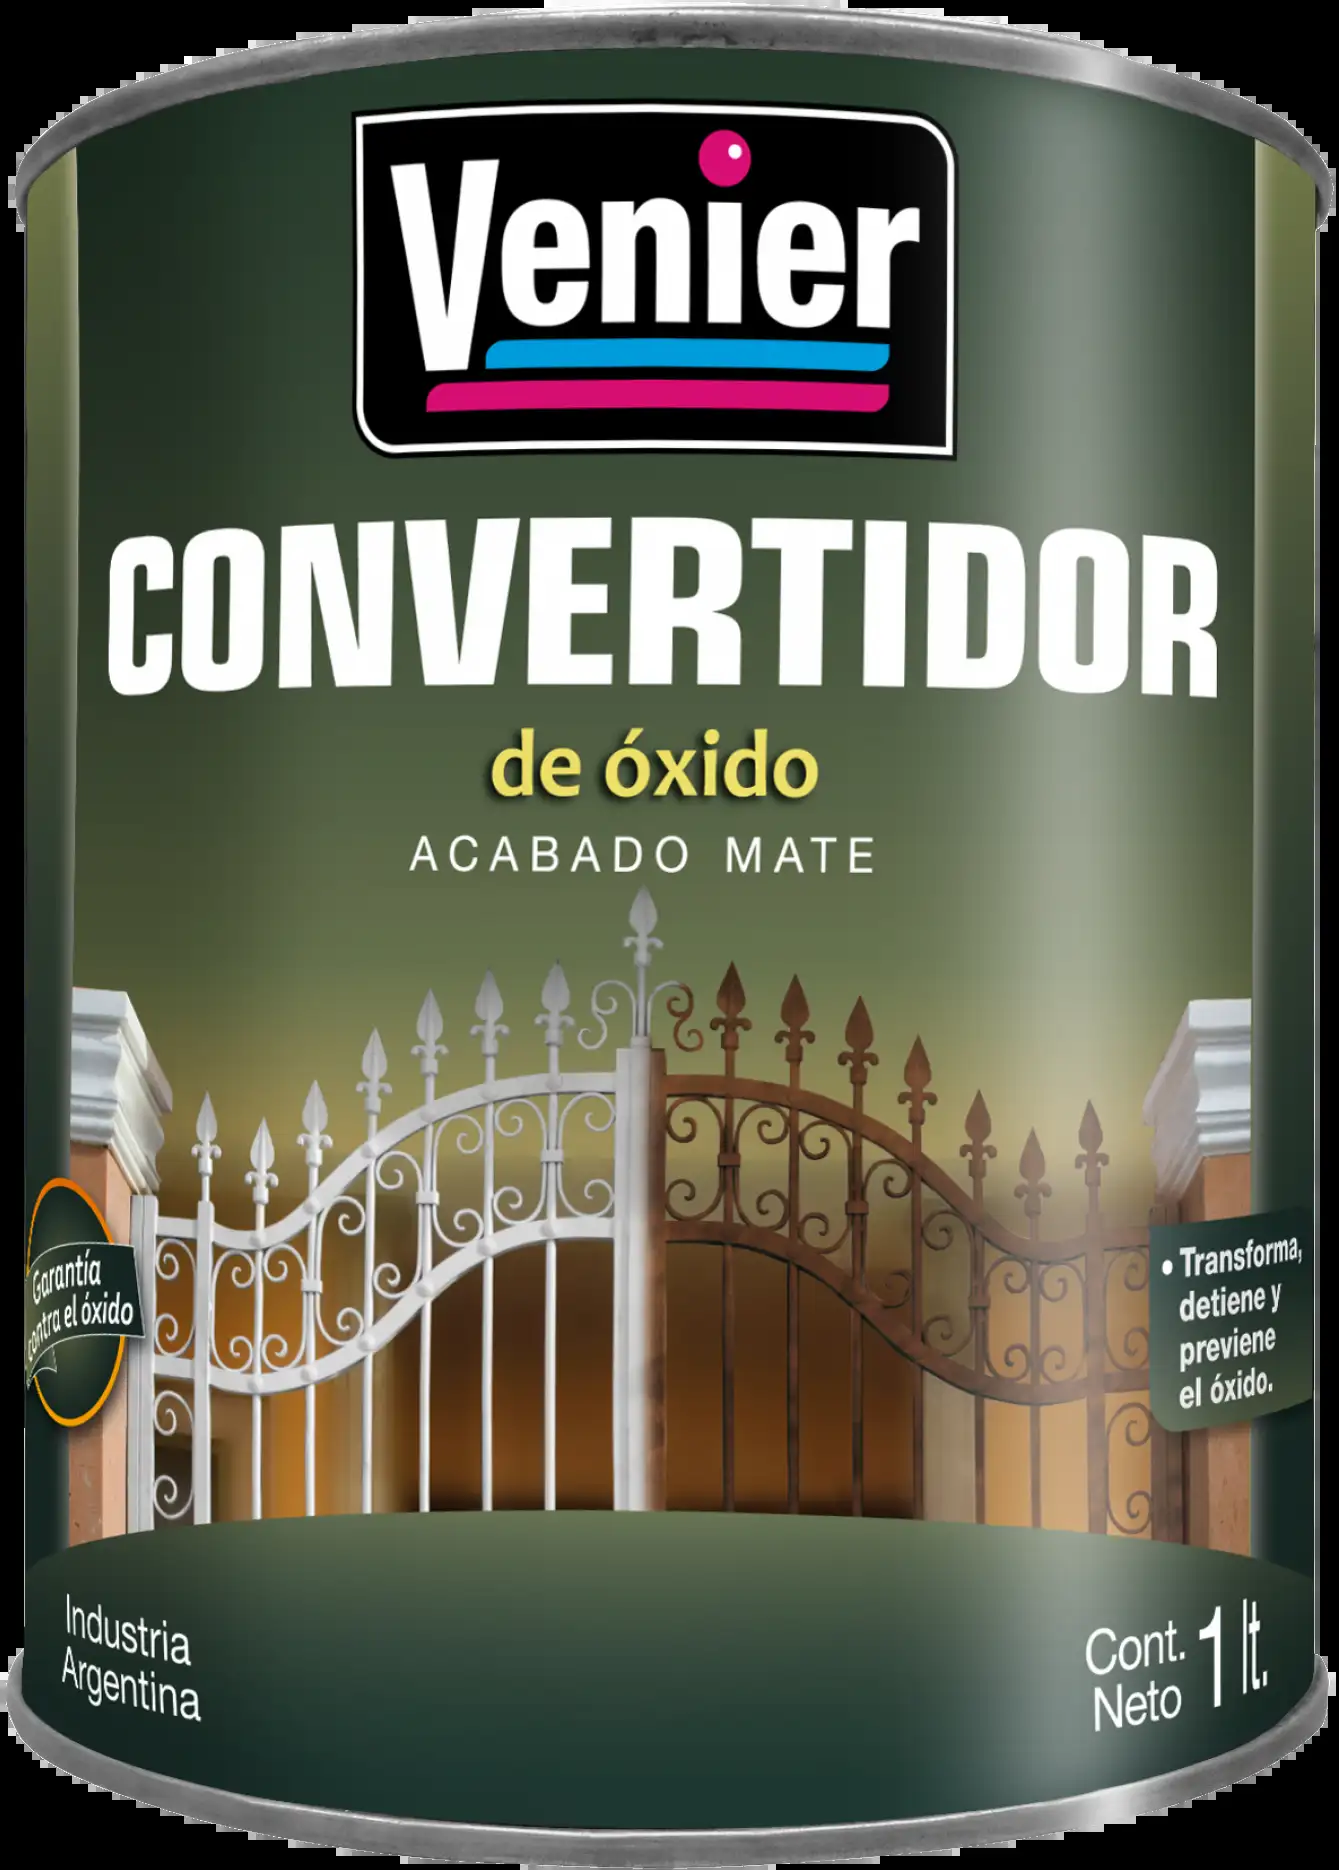 Venier
CONVERTIDOR
de óxido
ACABADO MATE
Garantía
contra el óxido
• Transforma,
detiene y
previene
el óxido.
Industria
Argentina
Cont.
Neto
1 lt.